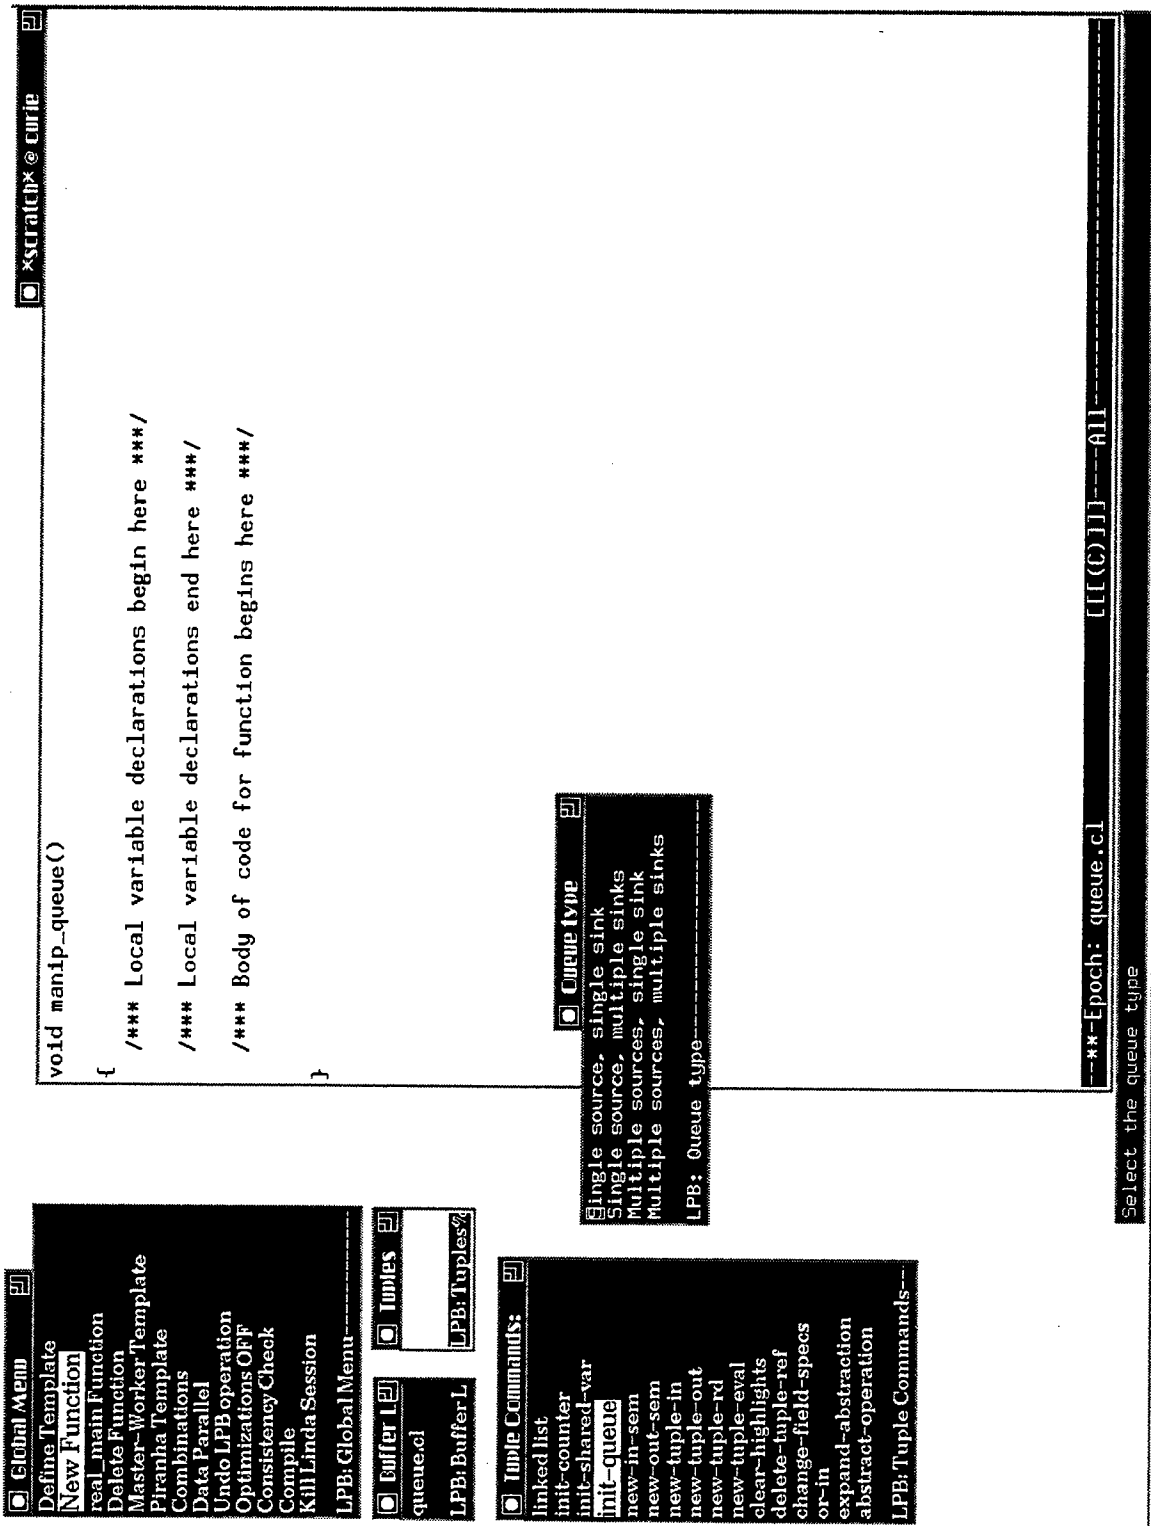 Global Menu
Define Template
New Function
real_main Function
Delete Function
Master-Worker Template
Piranha Template
Combinations
Data Parallel
Undo LPB operation
Optimizations OFF
Consistency Check
Compile
Kill Linda Session
LPB: Global Menu-----------
Buffer L
queue.cl
LPB: Buffer L
Tuples
LPB: Tuples%
Tuple Commands:
linked list
init-counter
init-shared-var
init-queue
new-in-sem
new-out-sem
new-tuple-in
new-tuple-out
new-tuple-rd
new-tuple-eval
clear-highlights
delete-tuple-ref
change-field-specs
or-in
expand-abstraction
abstract-operation
LPB: Tuple Commands---
*scratch* @ curie
void manip_queue()
{
/*** Local variable declarations begin here ***/
/*** Local variable declarations end here ***/
/*** Body of code for function begins here ***/
}
Queue type
Single source, single sink
Single source, multiple sinks
Multiple sources, single sink
Multiple sources, multiple sinks
LPB: Queue type--------------------
--**-Epoch: queue.cl [[[(C)]]]----All--------------------
Select the queue type